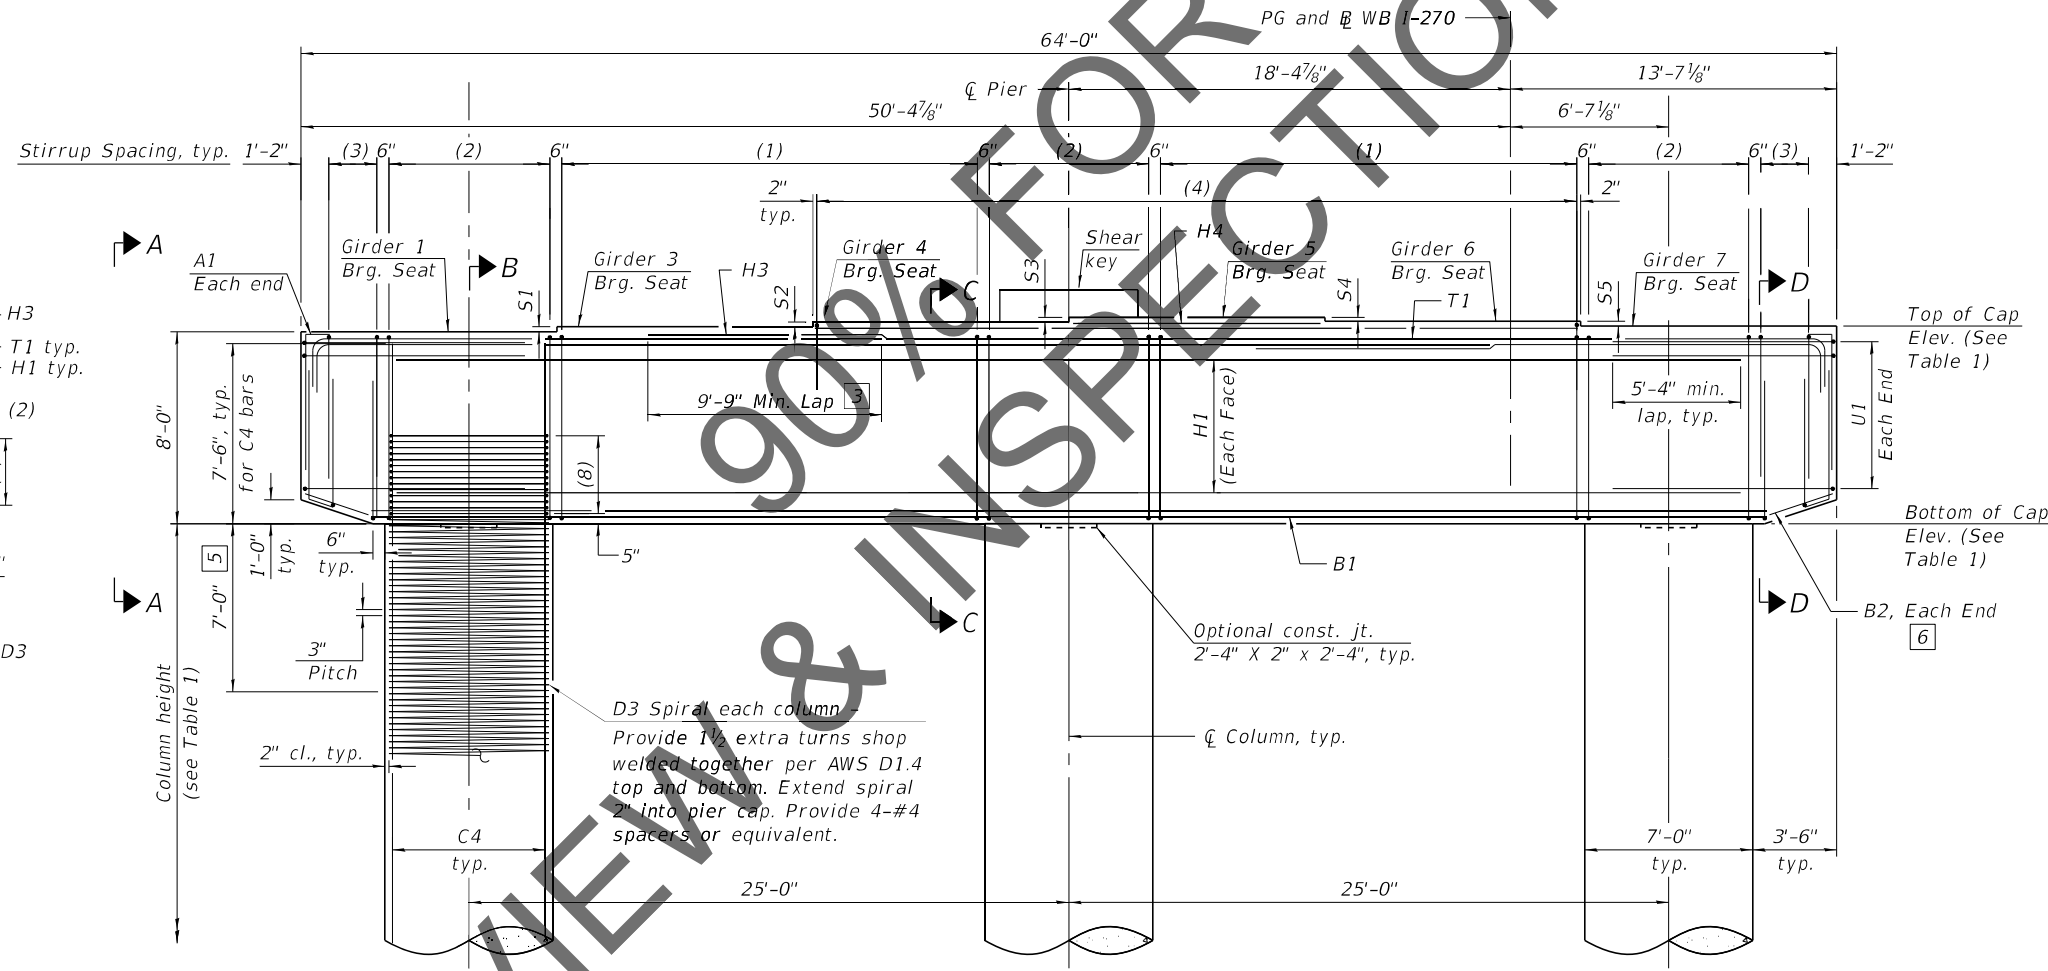 PG and ⅊ WB I-270
64'-0"
18'-4⅞"
13'-7⅛"
℄ Pier
50'-4⅞"
6'-7⅛"
Stirrup Spacing, typ.
1'-2"
(3)
6"
(2)
6"
(1)
6"
(2)
6"
(1)
6"
(2)
6"
(3)
1'-2"
2"
typ.
(4)
2"
A
A1
Each end
Girder 1
Brg. Seat
B
S1
Girder 3
Brg. Seat
H3
S2
Girder 4
Brg. Seat
C
S3
Shear
key
H4
Girder 5
Brg. Seat
S4
Girder 6
Brg. Seat
T1
S5
Girder 7
Brg. Seat
D
Top of Cap
Elev. (See
Table 1)
H3
T1 typ.
H1 typ.
(2)
8'-0"
7'-6", typ.
for C4 bars
9'-9" Min. Lap
3
H1
(Each Face)
5'-4" min.
lap, typ.
U1
Each End
(8)
5"
6"
typ.
1'-0"
typ.
7'-0"
5
B1
Bottom of Cap
Elev. (See
Table 1)
A
C
D
B2, Each End
6
D3
3"
Pitch
Optional const. jt.
2'-4" X 2" x 2'-4", typ.
Column height
(see Table 1)
D3 Spiral each column -
Provide 1½ extra turns shop
welded together per AWS D1.4
top and bottom. Extend spiral
2" into pier cap. Provide 4-#4
spacers or equivalent.
℄ Column, typ.
2" cl., typ.
C4
typ.
7'-0"
typ.
3'-6"
typ.
25'-0"
25'-0"
90% FOR
VIEW & INSPECTION